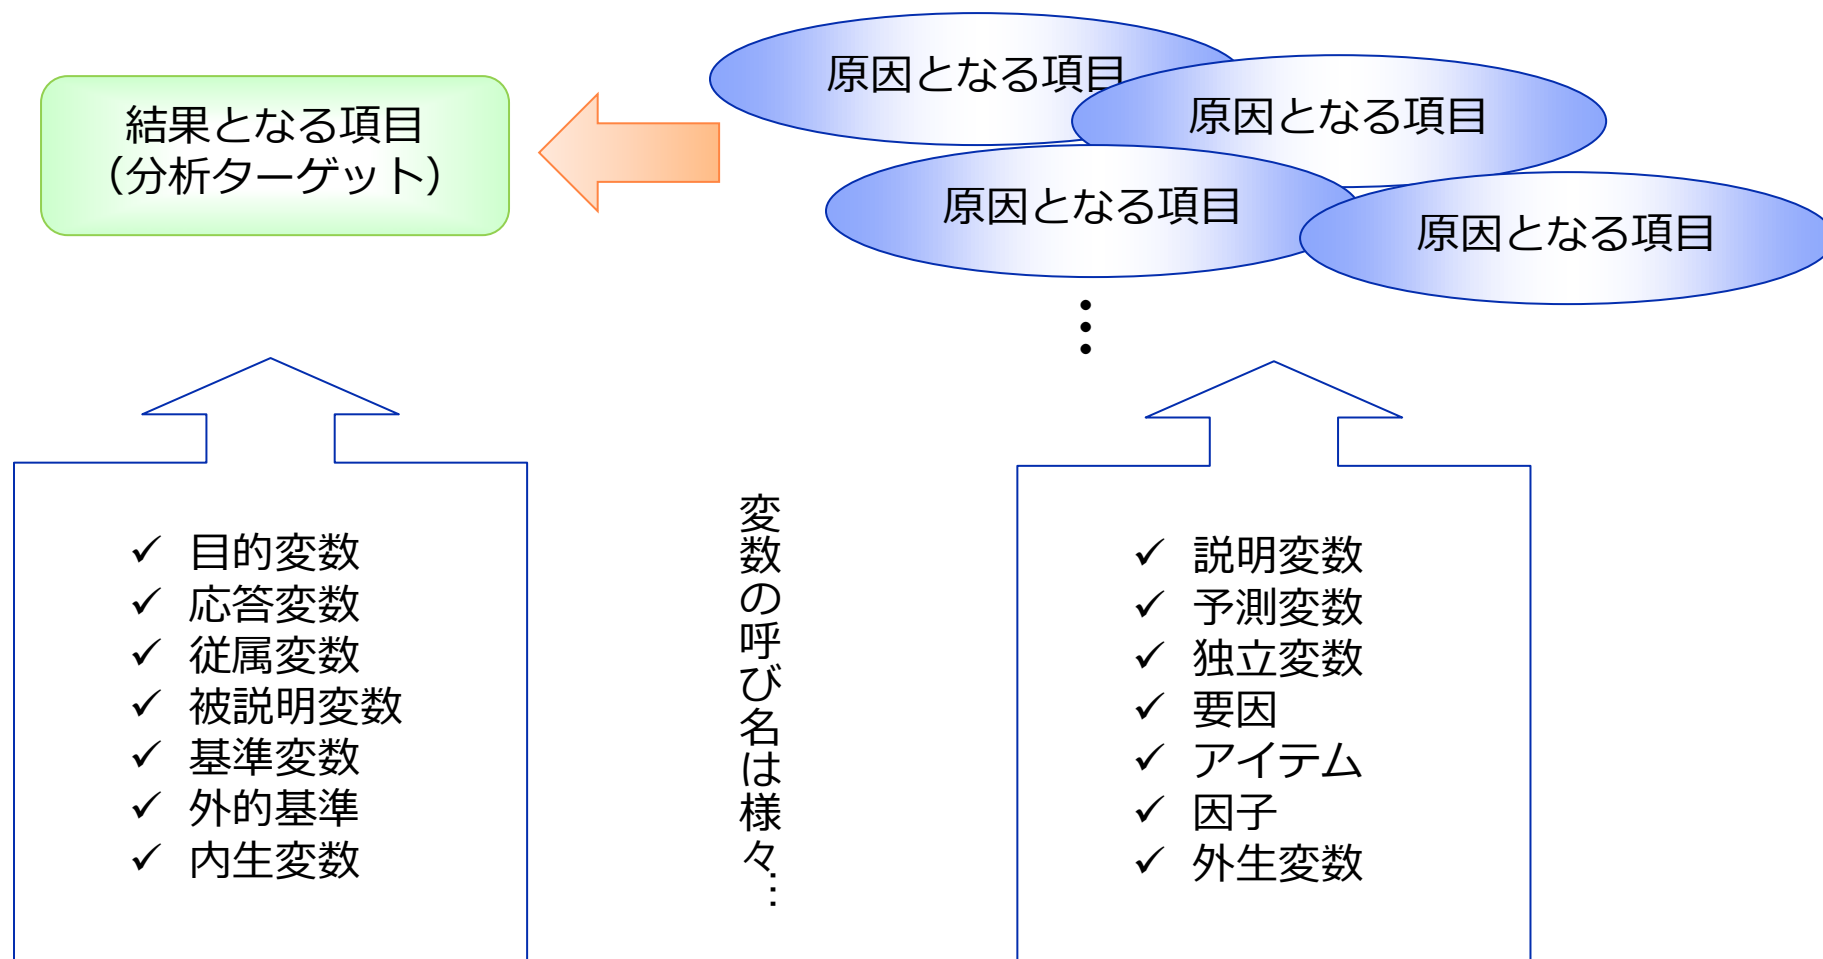 結果となる項目
（分析ターゲット）
原因となる項目
原因となる項目
原因となる項目
原因となる項目
⋮
✓ 目的変数
✓ 応答変数
✓ 従属変数
✓ 被説明変数
✓ 基準変数
✓ 外的基準
✓ 内生変数
変数の呼び名は様々…
✓ 説明変数
✓ 予測変数
✓ 独立変数
✓ 要因
✓ アイテム
✓ 因子
✓ 外生変数